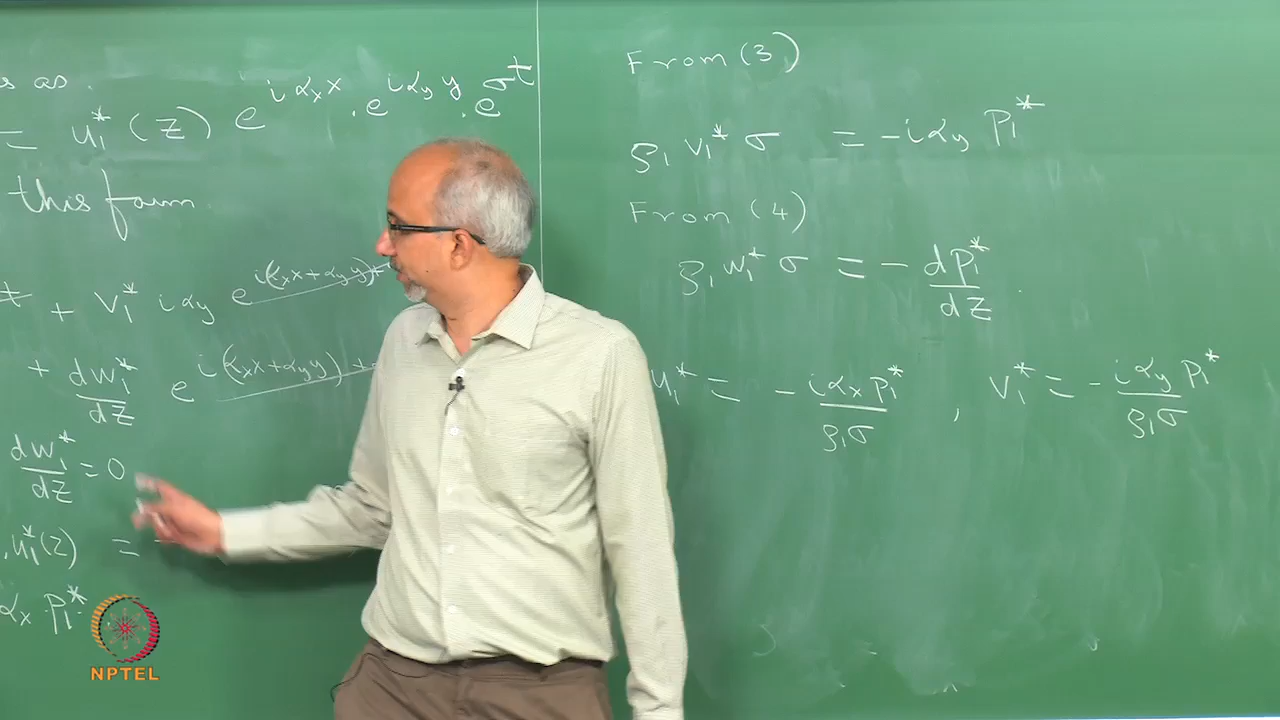 s as.
= u₁*(z) e^{iαₓx} . e^{iα_y y} . e^{σt}
this form
+ v₁* iα_y e^{i(αₓx+α_y y)+
+ dw₁*/dz e^{i(αₓx+α_y y)+
dw₁*/dz = 0
. u₁*(z) =
αₓ . p₁*
From (3)
ρ₁ v₁* σ = -iα_y p₁*
From (4)
ρ₁ w₁* σ = - dp₁*/dz .
u₁* = - iαₓ p₁*/ρ₁σ , v₁* = - iα_y p₁*/ρ₁σ
NPTEL